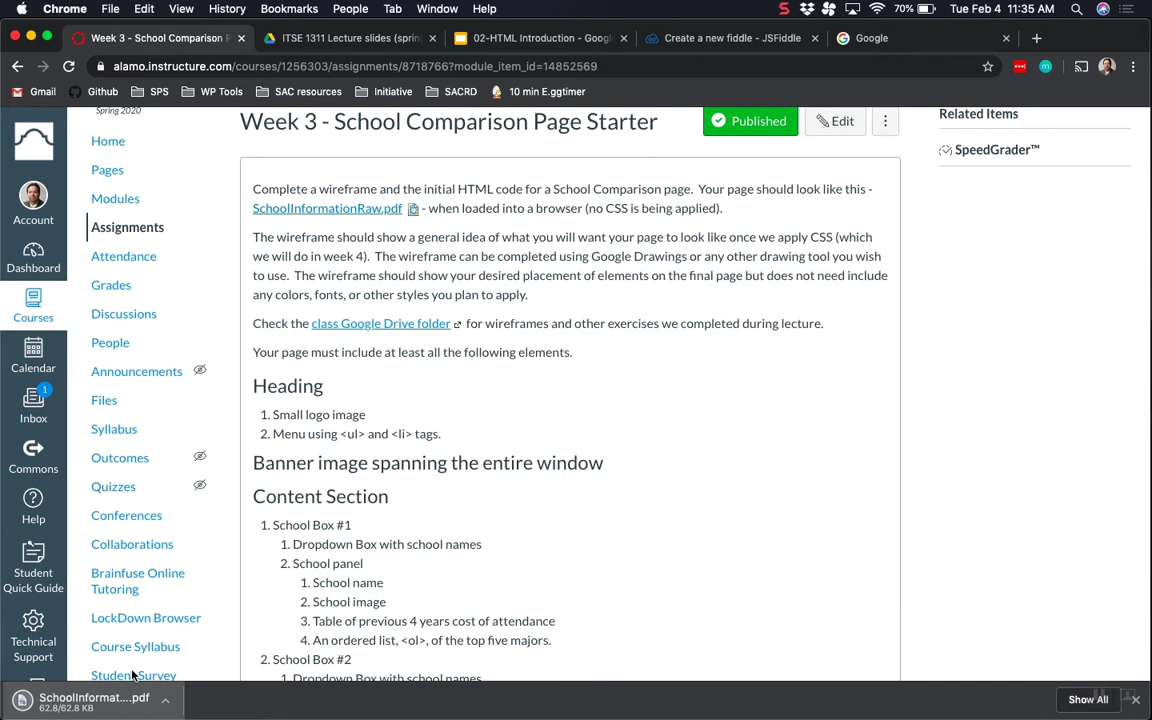 Chrome File Edit View History Bookmarks People Tab Window Help 70% Tue Feb 4 11:35 AM
Week 3 - School Comparison P × ITSE 1311 Lecture slides (sprin × 02-HTML Introduction - Googl × Create a new fiddle - JSFiddle × Google × +
alamo.instructure.com/courses/1256303/assignments/8718766?module_item_id=14852569
Gmail Github SPS WP Tools SAC resources Initiative SACRD 10 min E.ggtimer
Spring 2020
Account
Dashboard
Courses
Calendar
1
Inbox
Commons
Help
Student
Quick Guide
Technical
Support
Home
Pages
Modules
Assignments
Attendance
Grades
Discussions
People
Announcements
Files
Syllabus
Outcomes
Quizzes
Conferences
Collaborations
Brainfuse Online
Tutoring
LockDown Browser
Course Syllabus
Student Survey
Week 3 - School Comparison Page Starter
Published Edit
Complete a wireframe and the initial HTML code for a School Comparison page. Your page should look like this -
SchoolInformationRaw.pdf - when loaded into a browser (no CSS is being applied).
The wireframe should show a general idea of what you will want your page to look like once we apply CSS (which
we will do in week 4). The wireframe can be completed using Google Drawings or any other drawing tool you wish
to use. The wireframe should show your desired placement of elements on the final page but does not need include
any colors, fonts, or other styles you plan to apply.
Check the class Google Drive folder for wireframes and other exercises we completed during lecture.
Your page must include at least all the following elements.
Heading
1. Small logo image
2. Menu using <ul> and <li> tags.
Banner image spanning the entire window
Content Section
1. School Box #1
1. Dropdown Box with school names
2. School panel
1. School name
2. School image
3. Table of previous 4 years cost of attendance
4. An ordered list, <ol>, of the top five majors.
2. School Box #2
1. Dropdown Box with school names
Related Items
SpeedGrader™
SchoolInformat....pdf
62.8/62.8 KB
Show All